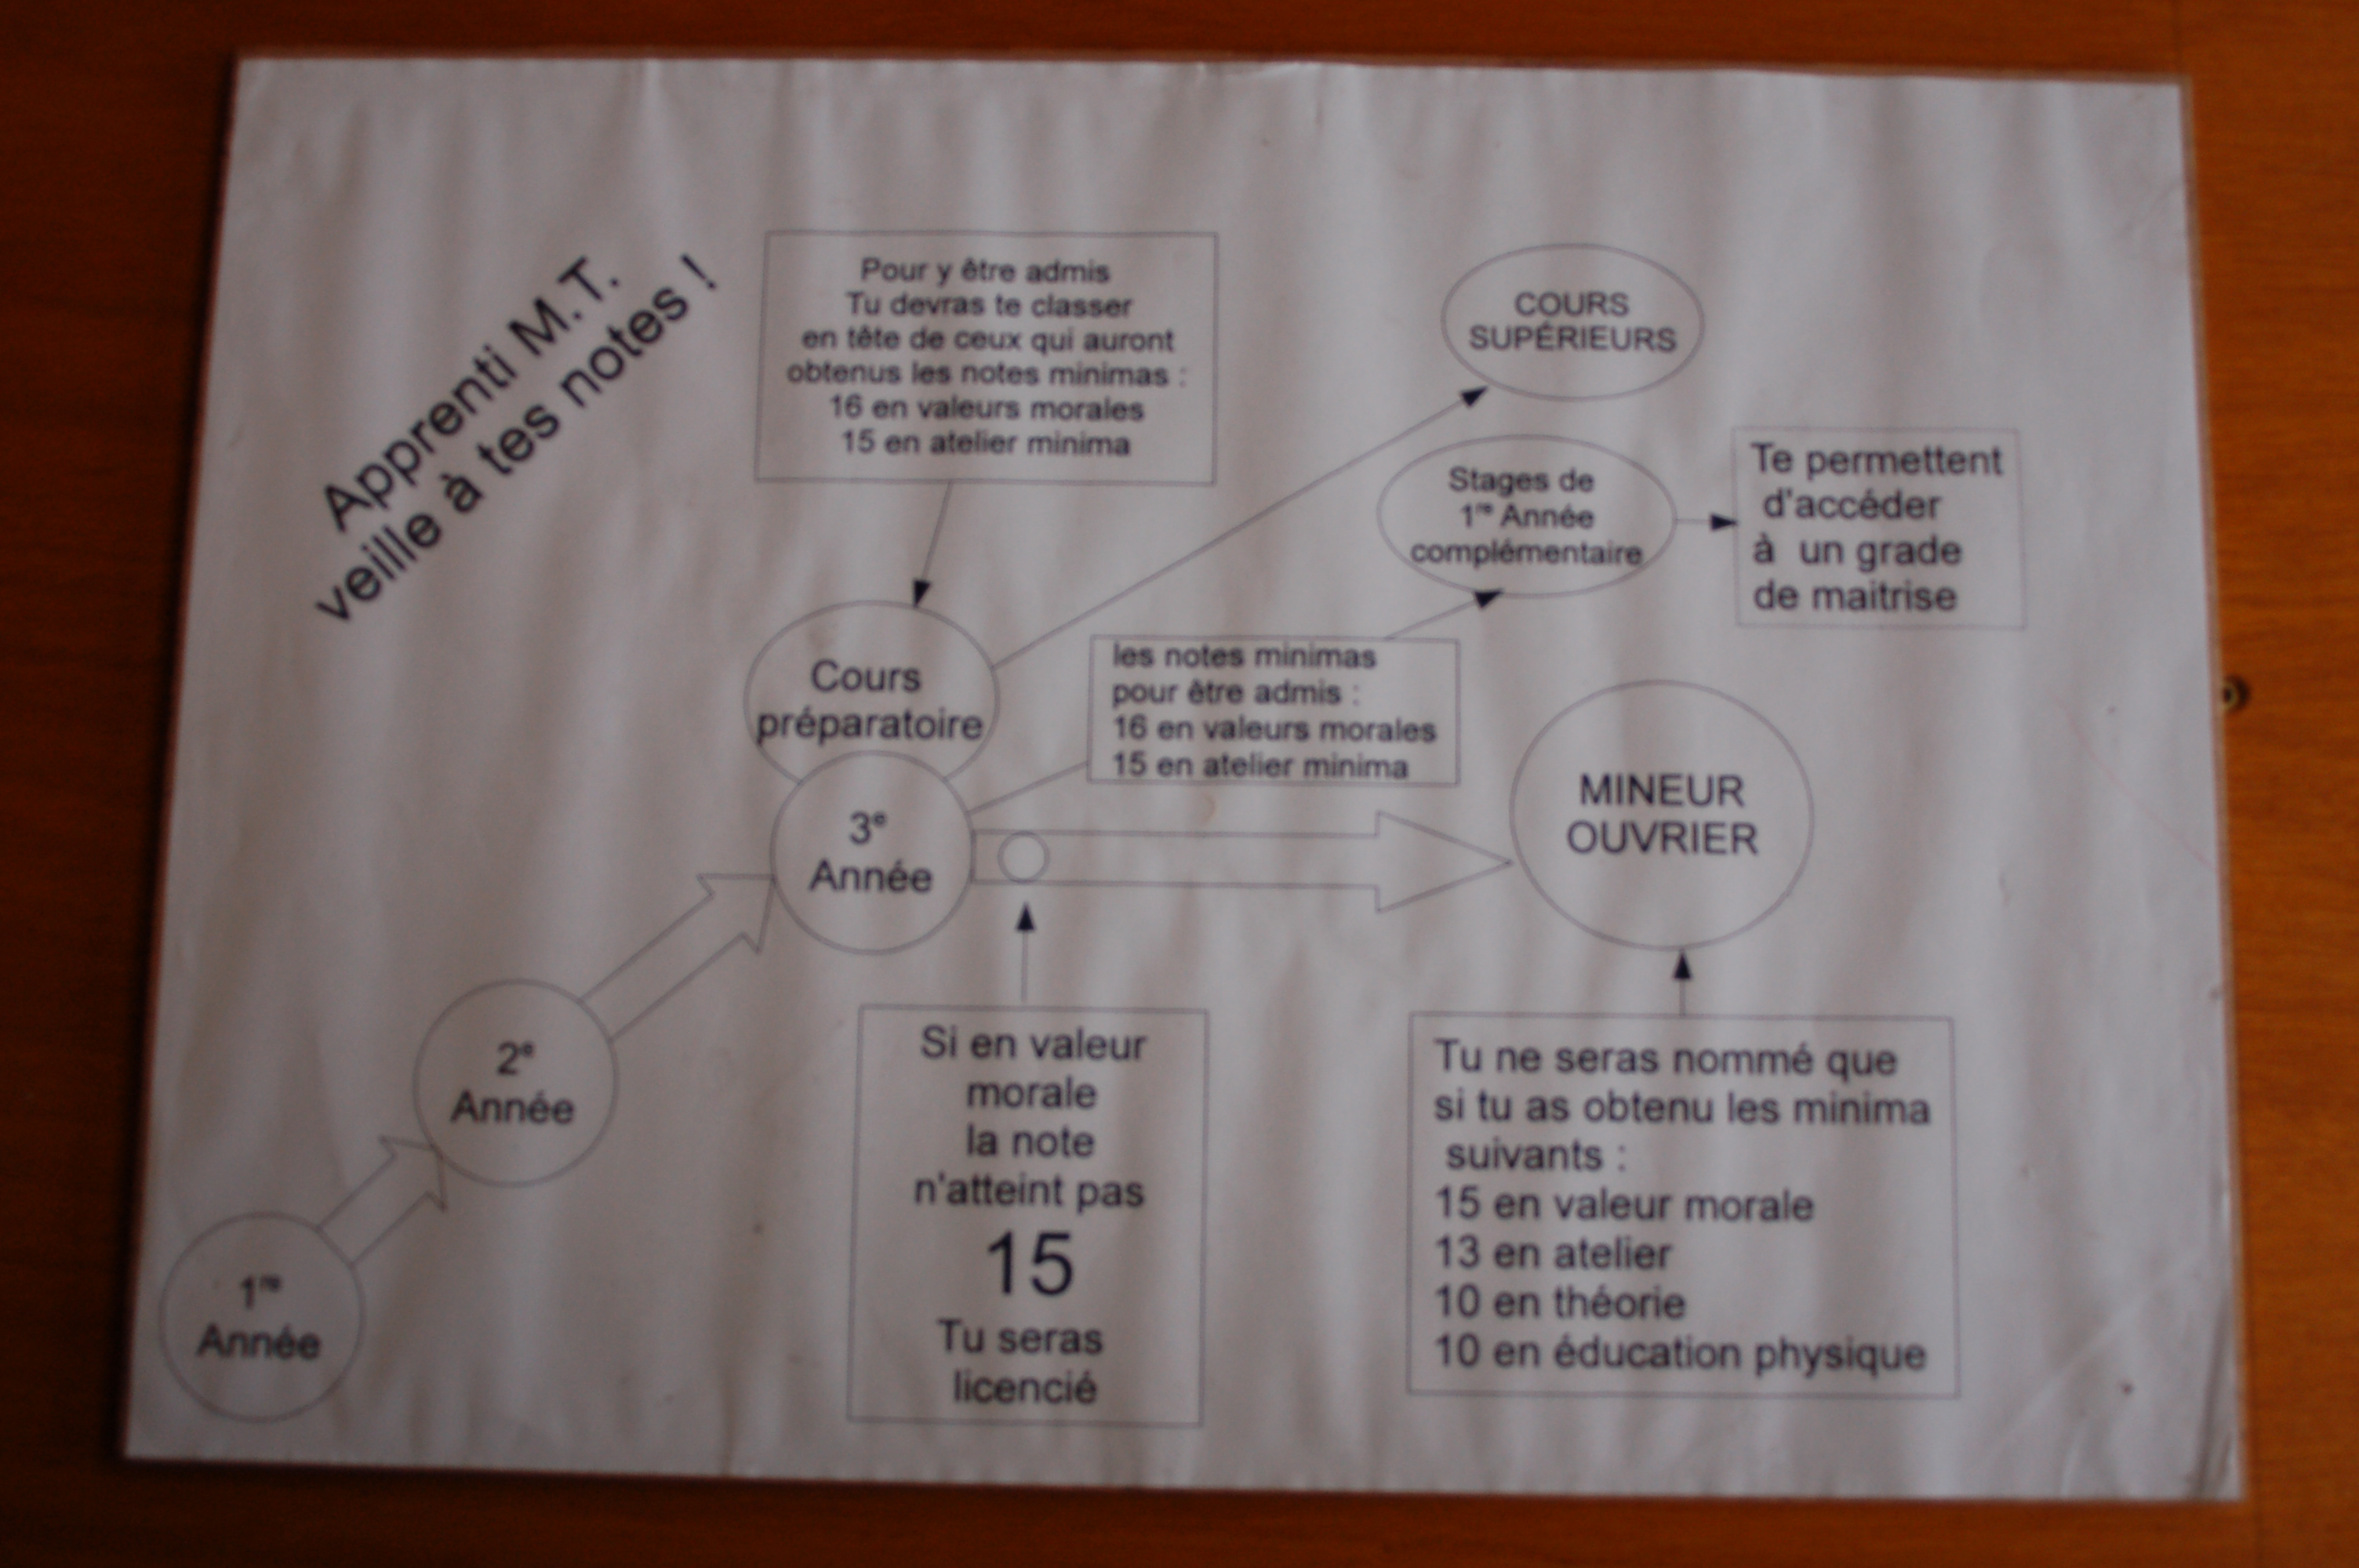 Apprenti M.T.
veille à tes notes !
Pour y être admis
Tu devras te classer
en tête de ceux qui auront
obtenus les notes minimas :
16 en valeurs morales
15 en atelier minima
COURS
SUPÉRIEURS
Stages de
1re Année
complémentaire
Te permettent
d'accéder
à un grade
de maitrise
Cours
préparatoire
les notes minimas
pour être admis :
16 en valeurs morales
15 en atelier minima
3e
Année
MINEUR
OUVRIER
2e
Année
1re
Année
Si en valeur
morale
la note
n'atteint pas
15
Tu seras
licencié
Tu ne seras nommé que
si tu as obtenu les minima
suivants :
15 en valeur morale
13 en atelier
10 en théorie
10 en éducation physique